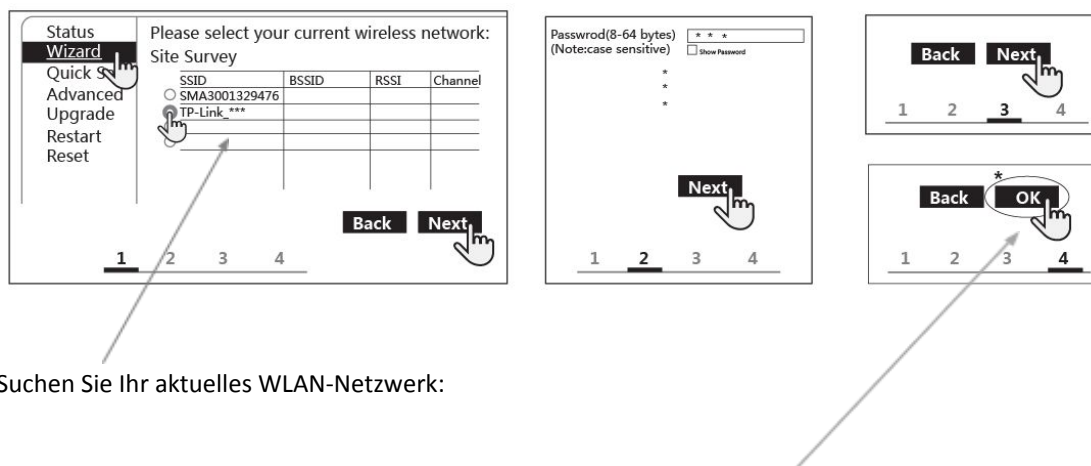 Status
Wizard
Quick S
Advanced
Upgrade
Restart
Reset
Please select your current wireless network:
Site Survey
SSID BSSID RSSI Channel
SMA3001329476
TP-Link_***
Back Next
1 2 3 4
Passwrod(8-64 bytes) * * *
(Note:case sensitive) Show Password
*
*
*
Next
1 2 3 4
Back Next
1 2 3 4
*
Back OK
1 2 3 4
Suchen Sie Ihr aktuelles WLAN-Netzwerk: